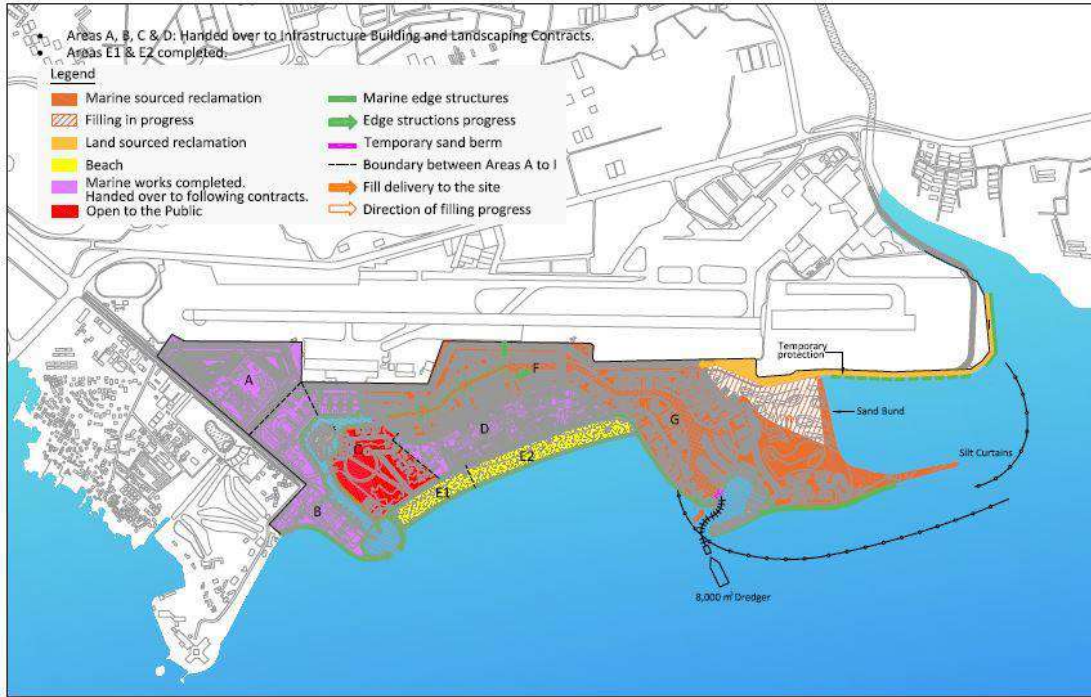 Areas A, B, C & D: Handed over to Infrastructure Building and Landscaping Contracts.
Areas E1 & E2 completed.
Legend
Marine sourced reclamation
Filling in progress
Land sourced reclamation
Beach
Marine works completed.
Handed over to following contracts.
Open to the Public
Marine edge structures
Edge structions progress
Temporary sand berm
Boundary between Areas A to I
Fill delivery to the site
Direction of filling progress
Temporary
protection
F
A
Sand Bund
G
D
C
E2
Silt Curtains
E1
B
8,000 m³ Dredger